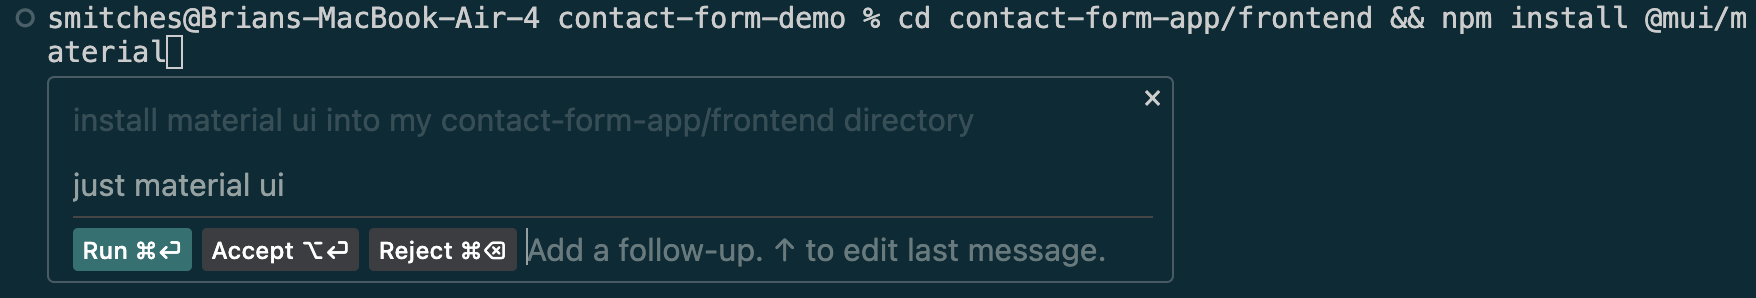 smitches@Brians-MacBook-Air-4 contact-form-demo % cd contact-form-app/frontend && npm install @mui/m
aterial
install material ui into my contact-form-app/frontend directory
just material ui
Run ⌘⏎ Accept ⌥⏎ Reject ⌘⌫ Add a follow-up. ↑ to edit last message.